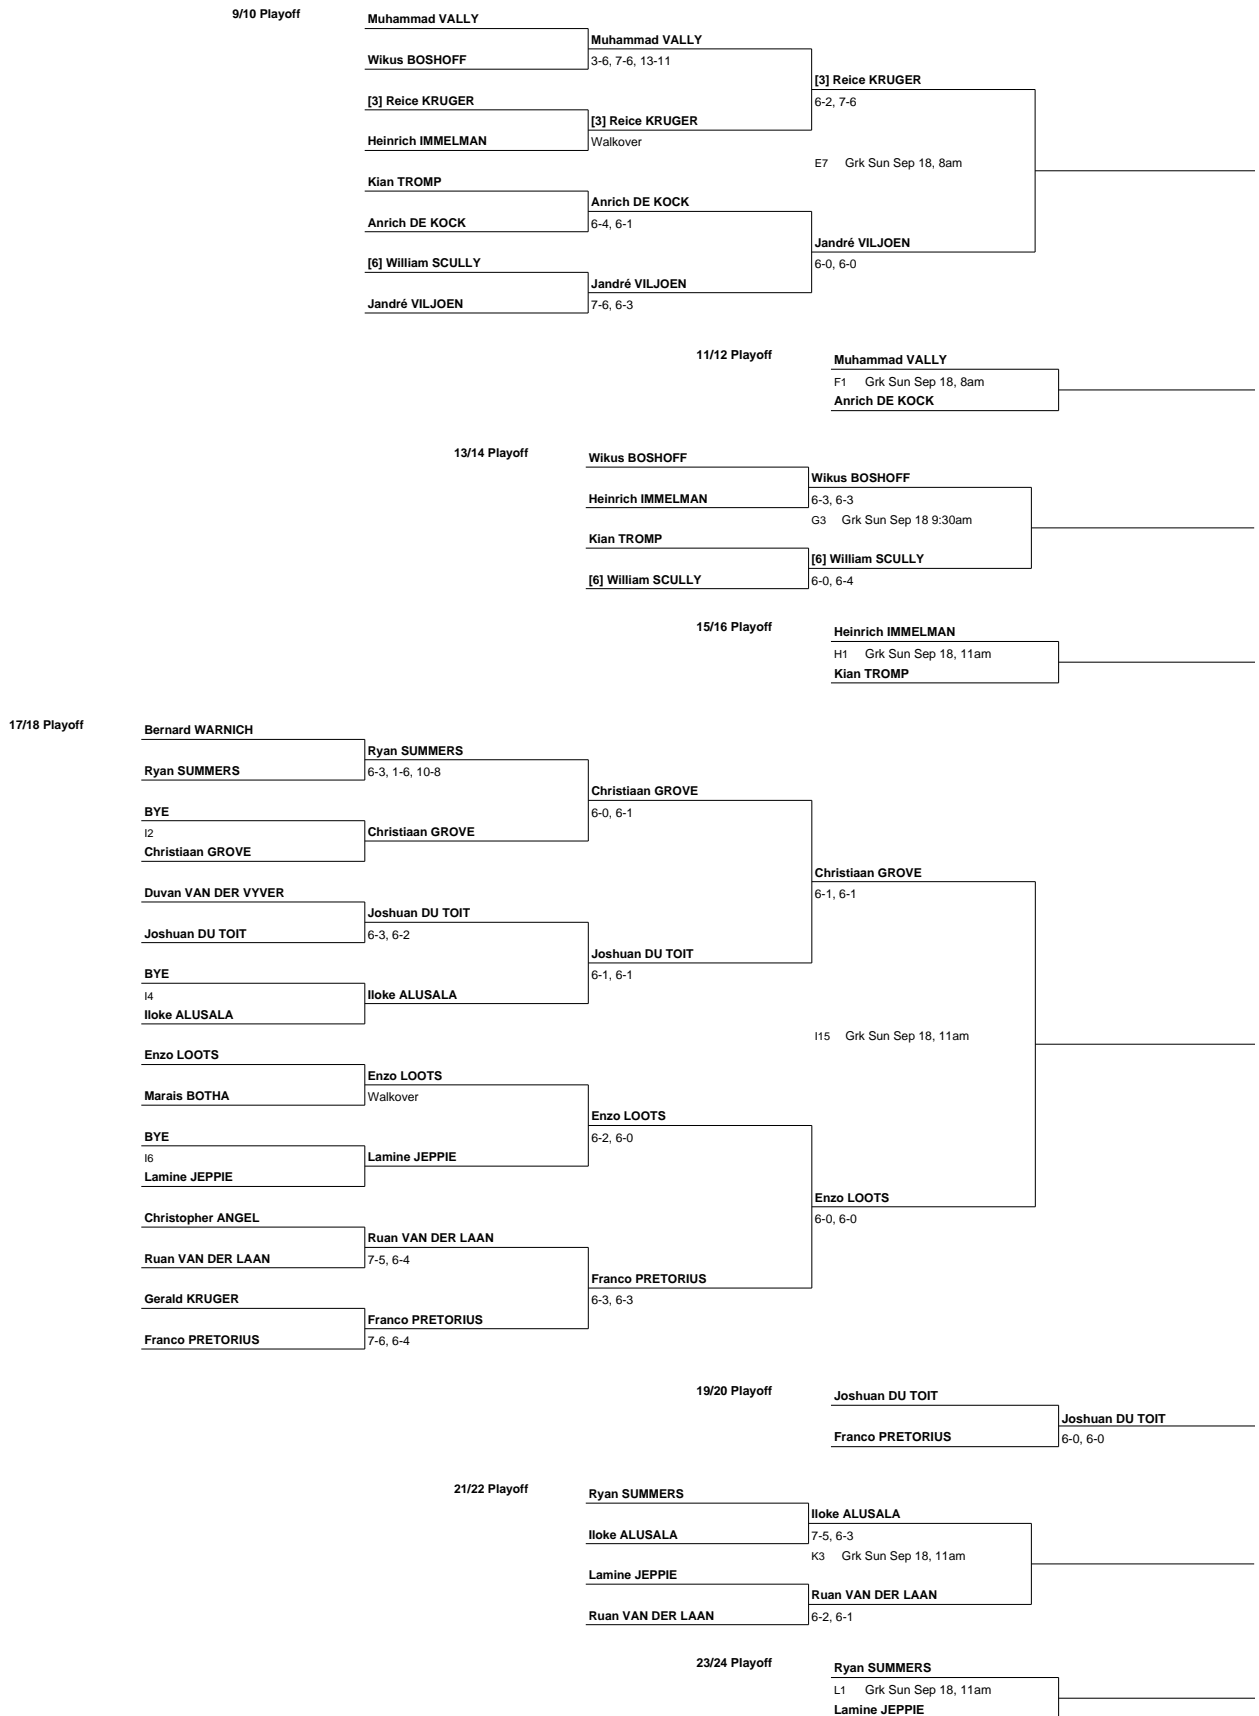 9/10 Playoff
Muhammad VALLY
Muhammad VALLY
Wikus BOSHOFF
3-6, 7-6, 13-11
[3] Reice KRUGER
[3] Reice KRUGER
6-2, 7-6
[3] Reice KRUGER
Heinrich IMMELMAN
Walkover
E7 Grk Sun Sep 18, 8am
Kian TROMP
Anrich DE KOCK
Anrich DE KOCK
6-4, 6-1
Jandré VILJOEN
[6] William SCULLY
6-0, 6-0
Jandré VILJOEN
Jandré VILJOEN
7-6, 6-3
11/12 Playoff
Muhammad VALLY
F1 Grk Sun Sep 18, 8am
Anrich DE KOCK
13/14 Playoff
Wikus BOSHOFF
Wikus BOSHOFF
Heinrich IMMELMAN
6-3, 6-3
G3 Grk Sun Sep 18 9:30am
Kian TROMP
[6] William SCULLY
[6] William SCULLY
6-0, 6-4
15/16 Playoff
Heinrich IMMELMAN
H1 Grk Sun Sep 18, 11am
Kian TROMP
17/18 Playoff
Bernard WARNICH
Ryan SUMMERS
Ryan SUMMERS
6-3, 1-6, 10-8
Christiaan GROVE
BYE
6-0, 6-1
I2
Christiaan GROVE
Christiaan GROVE
Christiaan GROVE
Duvan VAN DER VYVER
6-1, 6-1
Joshuan DU TOIT
Joshuan DU TOIT
6-3, 6-2
Joshuan DU TOIT
BYE
6-1, 6-1
I4
Iloke ALUSALA
Iloke ALUSALA
I15 Grk Sun Sep 18, 11am
Enzo LOOTS
Enzo LOOTS
Marais BOTHA
Walkover
Enzo LOOTS
BYE
6-2, 6-0
I6
Lamine JEPPIE
Lamine JEPPIE
Enzo LOOTS
Christopher ANGEL
6-0, 6-0
Ruan VAN DER LAAN
Ruan VAN DER LAAN
7-5, 6-4
Franco PRETORIUS
Gerald KRUGER
6-3, 6-3
Franco PRETORIUS
Franco PRETORIUS
7-6, 6-4
19/20 Playoff
Joshuan DU TOIT
Joshuan DU TOIT
Franco PRETORIUS
6-0, 6-0
21/22 Playoff
Ryan SUMMERS
Iloke ALUSALA
Iloke ALUSALA
7-5, 6-3
K3 Grk Sun Sep 18, 11am
Lamine JEPPIE
Ruan VAN DER LAAN
Ruan VAN DER LAAN
6-2, 6-1
23/24 Playoff
Ryan SUMMERS
L1 Grk Sun Sep 18, 11am
Lamine JEPPIE